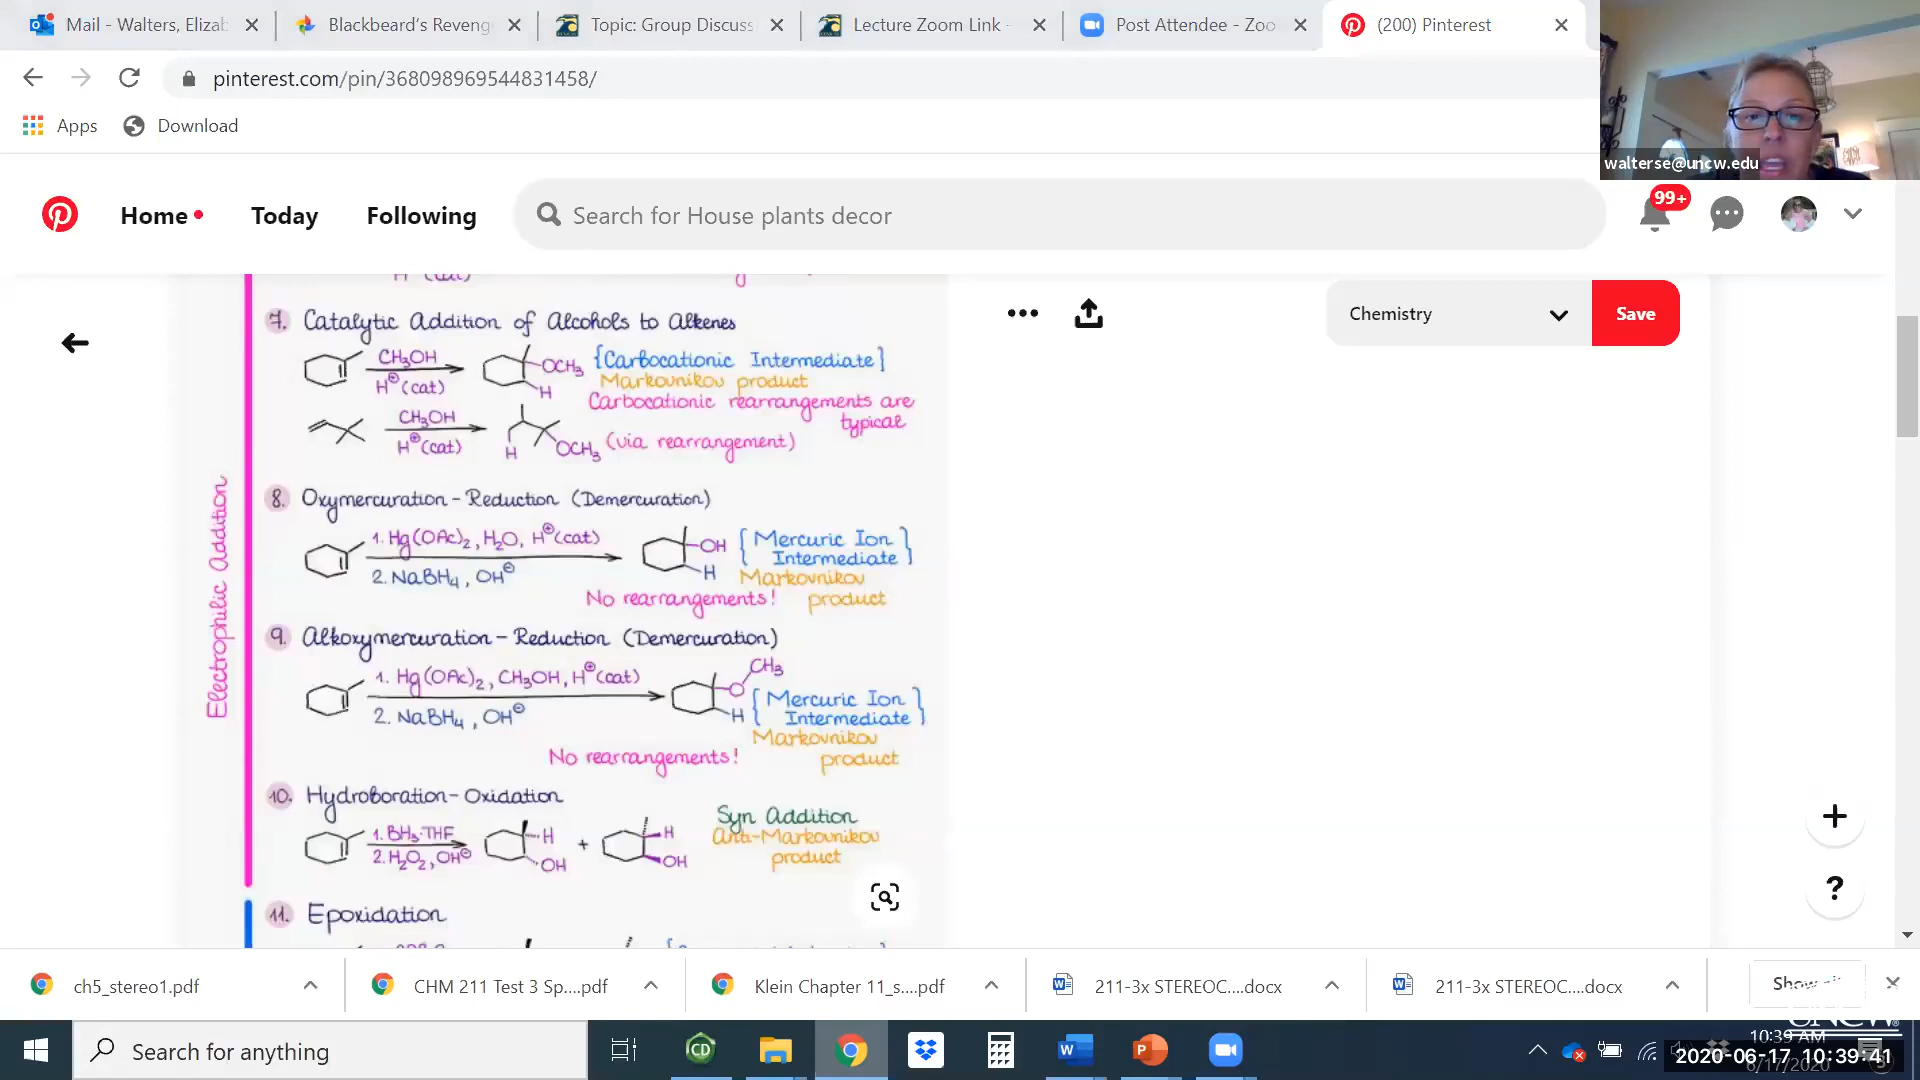 Mail - Walters, Elizab
Blackbeard's Reveng
Topic: Group Discuss
Lecture Zoom Link -
Post Attendee - Zoo
(200) Pinterest
pinterest.com/pin/368098969544831458/
Apps
Download
walterse@uncw.edu
Home
Today
Following
Search for House plants decor
99+
Chemistry
Save
Electrophilic Addition
7. Catalytic Addition of Alcohols to Alkenes
CH₃OH
H⊕(cat)
OCH₃
H
{Carbocationic Intermediate}
Markovnikov product
Carbocationic rearrangements are
typical
CH₃OH
H⊕(cat)
H
OCH₃
(via rearrangement)
8. Oxymercuration - Reduction (Demercuration)
1. Hg(OAc)₂, H₂O, H⊕(cat)
2. NaBH₄, OH⊖
OH
H
{Mercuric Ion
Intermediate}
Markovnikov
product
No rearrangements!
9. Alkoxymercuration - Reduction (Demercuration)
1. Hg(OAc)₂, CH₃OH, H⊕(cat)
2. NaBH₄, OH⊖
CH₃
O
H
{Mercuric Ion
Intermediate}
Markovnikov
product
No rearrangements!
10. Hydroboration-Oxidation
1. BH₃·THF
2. H₂O₂, OH⊖
H
OH
+
H
OH
Syn Addition
Anti-Markovnikov
product
11. Epoxidation
+
?
ch5_stereo1.pdf
CHM 211 Test 3 Sp....pdf
Klein Chapter 11_s....pdf
211-3x STEREOC....docx
211-3x STEREOC....docx
Search for anything
10:39 AM
2020-06-17 10:39:41